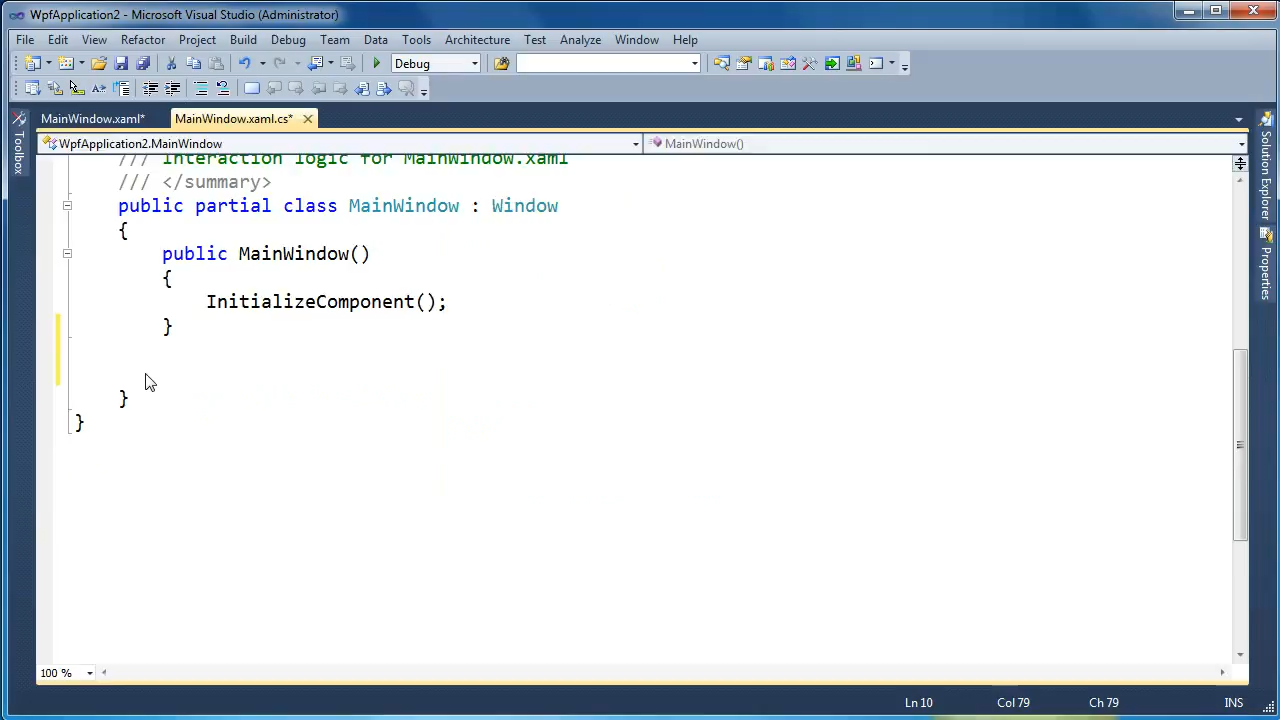 WpfApplication2 - Microsoft Visual Studio (Administrator)
File Edit View Refactor Project Build Debug Team Data Tools Architecture Test Analyze Window Help
Debug
MainWindow.xaml* MainWindow.xaml.cs*
WpfApplication2.MainWindow MainWindow()
Toolbox
Solution Explorer
Properties
/// Interaction logic for MainWindow.xaml
/// </summary>
public partial class MainWindow : Window
{
public MainWindow()
{
InitializeComponent();
}
}
}
100 %
Ln 10 Col 79 Ch 79 INS